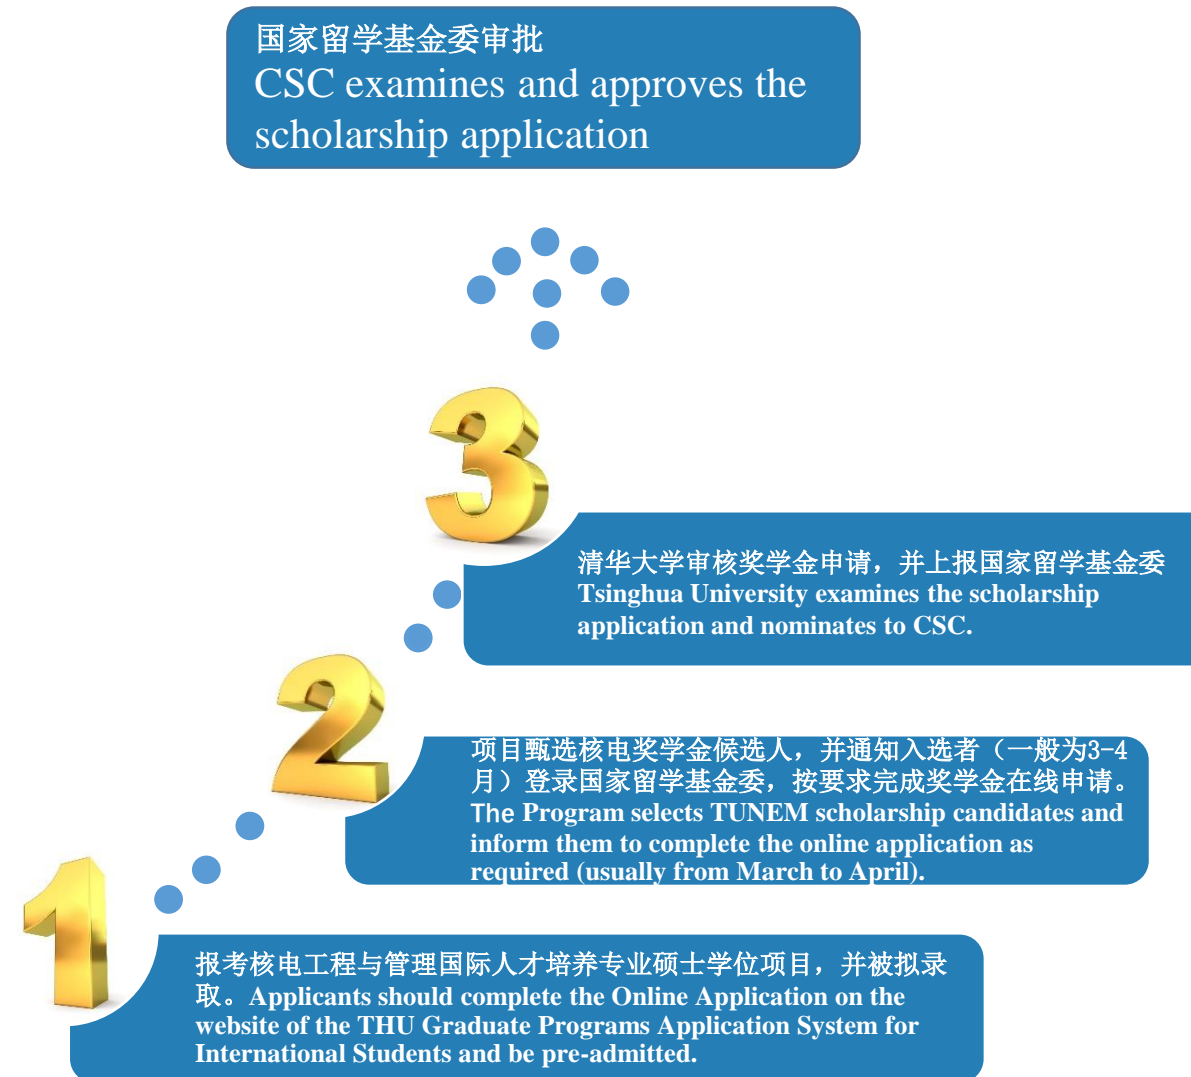 国家留学基金委审批
CSC examines and approves the
scholarship application
3
清华大学审核奖学金申请，并上报国家留学基金委
Tsinghua University examines the scholarship
application and nominates to CSC.
2
项目甄选核电奖学金候选人，并通知入选者（一般为3-4
月）登录国家留学基金委，按要求完成奖学金在线申请。
The Program selects TUNEM scholarship candidates and
inform them to complete the online application as
required (usually from March to April).
1
报考核电工程与管理国际人才培养专业硕士学位项目，并被拟录
取。Applicants should complete the Online Application on the
website of the THU Graduate Programs Application System for
International Students and be pre-admitted.